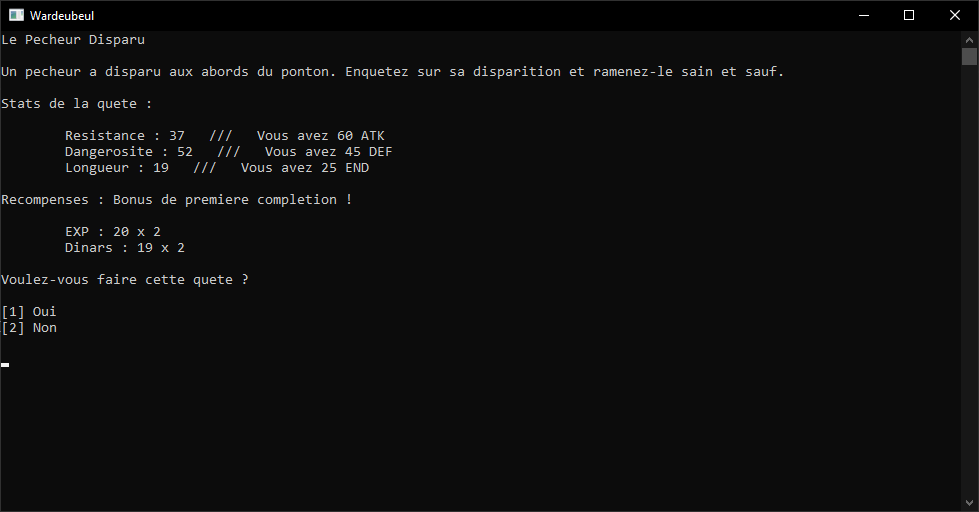 Wardeubeul
Le Pecheur Disparu
Un pecheur a disparu aux abords du ponton. Enquetez sur sa disparition et ramenez-le sain et sauf.
Stats de la quete :
Resistance : 37 /// Vous avez 60 ATK
Dangerosite : 52 /// Vous avez 45 DEF
Longueur : 19 /// Vous avez 25 END
Recompenses : Bonus de premiere completion !
EXP : 20 x 2
Dinars : 19 x 2
Voulez-vous faire cette quete ?
[1] Oui
[2] Non